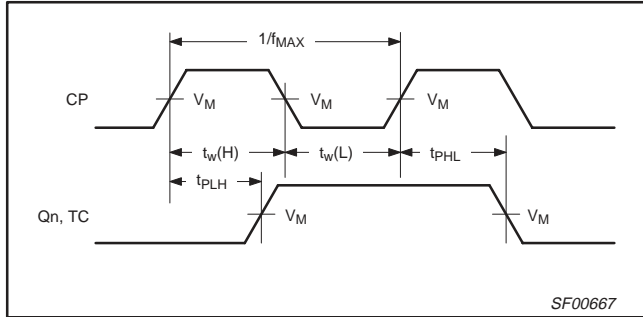 1/fMAX
CP
VM VM VM
tw(H) tw(L) tPHL
tPLH
Qn, TC
VM VM
SF00667